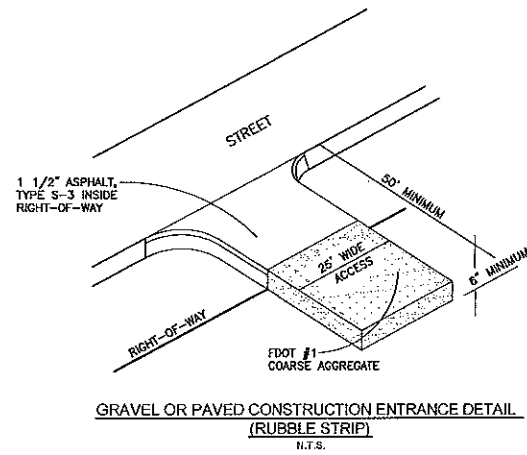 STREET
1 1/2" ASPHALT,
TYPE S-3 INSIDE
RIGHT-OF-WAY
50' MINIMUM
25' WIDE
ACCESS
6" MINIMUM
RIGHT-OF-WAY
FDOT #1
COARSE AGGREGATE
GRAVEL OR PAVED CONSTRUCTION ENTRANCE DETAIL
(RUBBLE STRIP)
N.T.S.